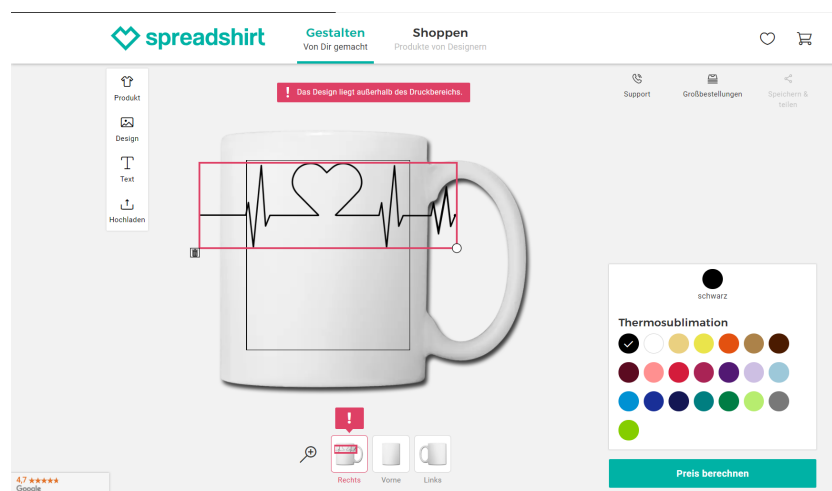 spreadshirt
Gestalten
Von Dir gemacht
Shoppen
Produkte von Designern
Produkt
Design
Text
Hochladen
! Das Design liegt außerhalb des Druckbereichs.
Support
Großbestellungen
Speichern &
teilen
schwarz
Thermosublimation
!
Rechts
Vorne
Links
Preis berechnen
4,7 ★★★★★
Google